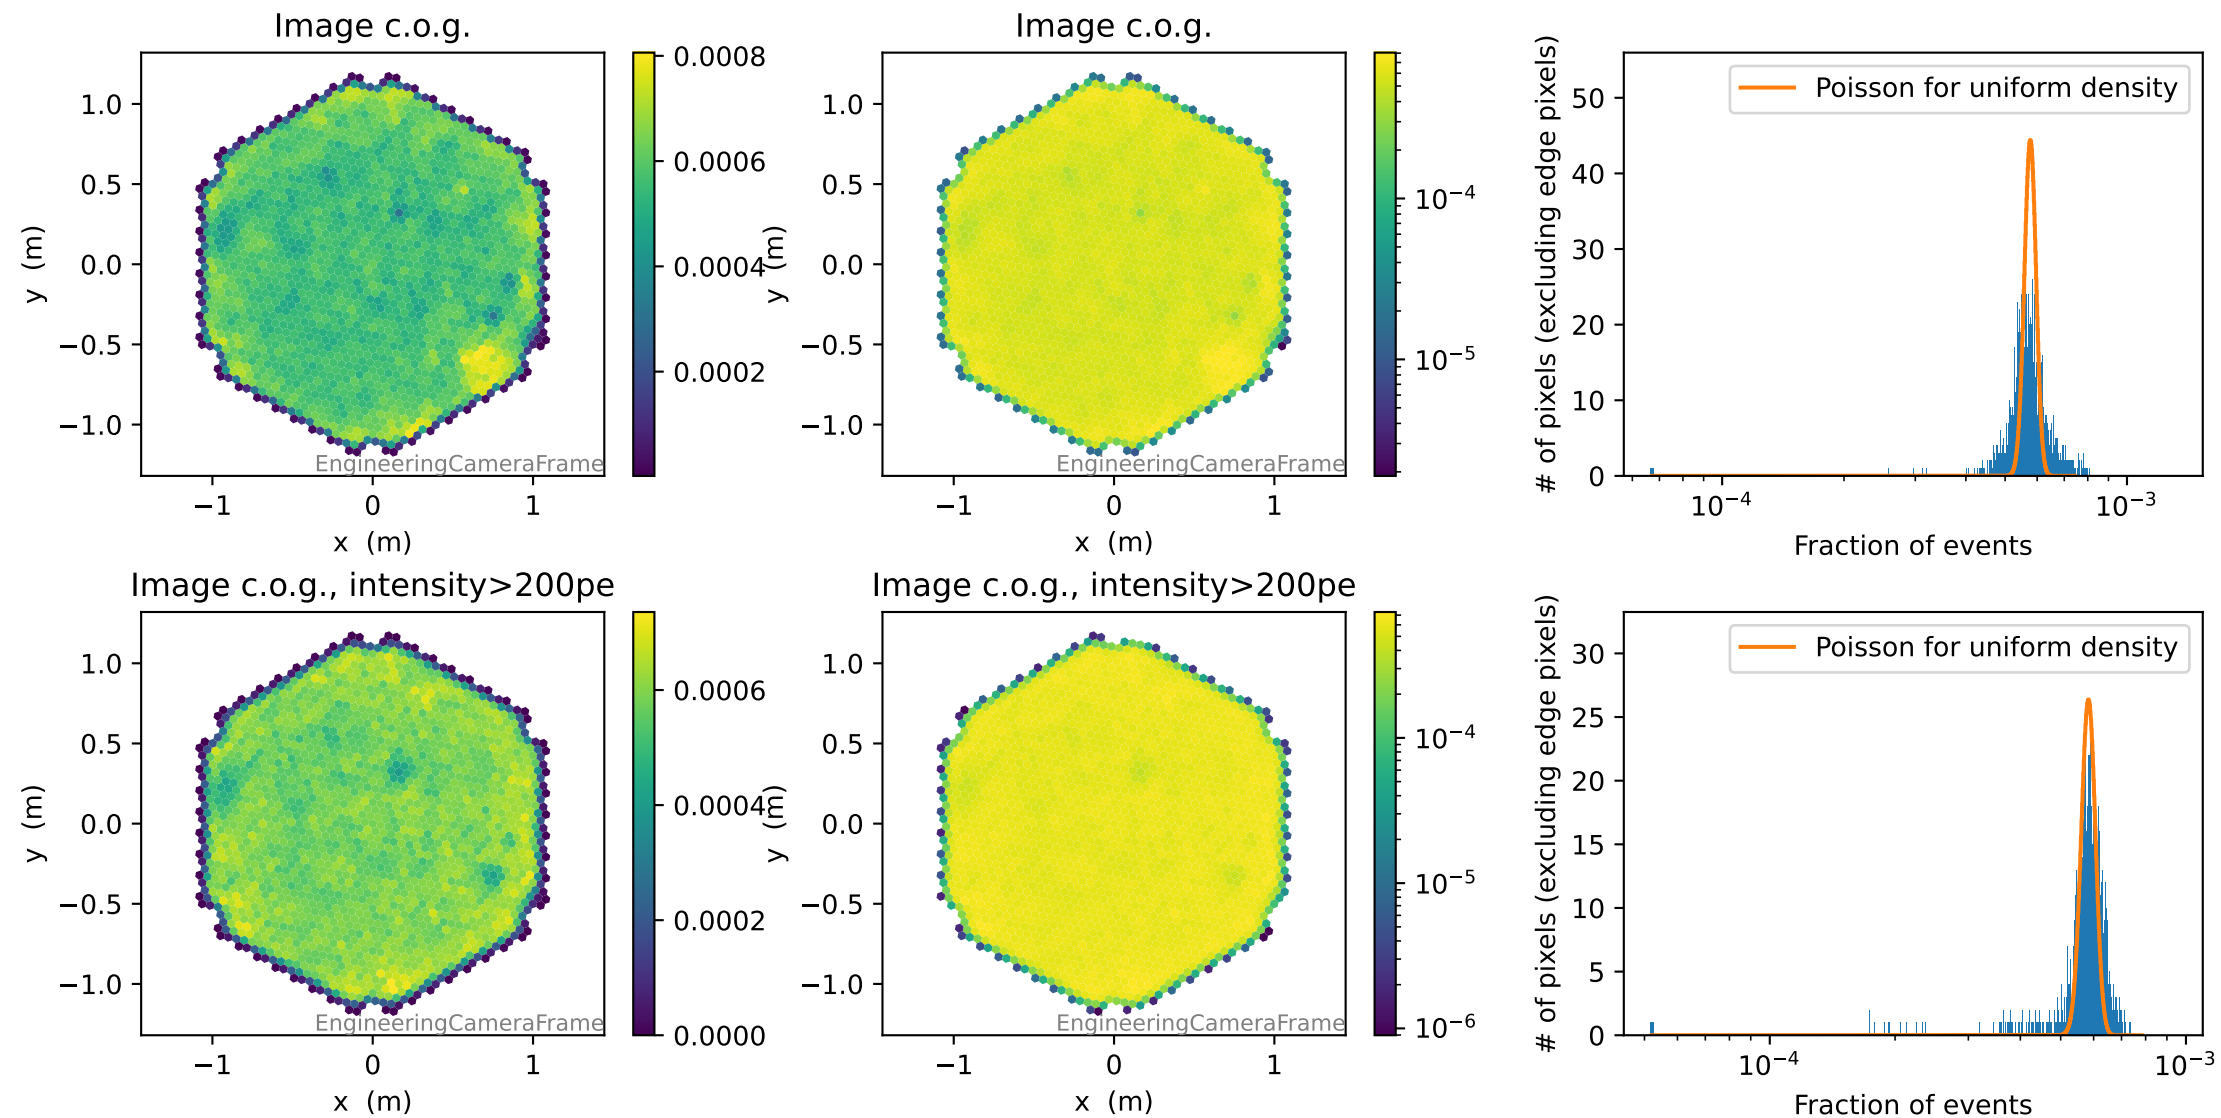 Image c.o.g.
1.0
0.5
0.0
−0.5
−1.0
y (m)
−1
0
1
x (m)
EngineeringCameraFrame
0.0008
0.0006
0.0004
0.0002
Image c.o.g.
1.0
0.5
0.0
−0.5
−1.0
y (m)
−1
0
1
x (m)
EngineeringCameraFrame
10⁻⁴
10⁻⁵
# of pixels (excluding edge pixels)
50
40
30
20
10
0
Poisson for uniform density
10⁻⁴
10⁻³
Fraction of events
Image c.o.g., intensity>200pe
1.0
0.5
0.0
−0.5
−1.0
y (m)
−1
0
1
x (m)
EngineeringCameraFrame
0.0006
0.0004
0.0002
0.0000
Image c.o.g., intensity>200pe
1.0
0.5
0.0
−0.5
−1.0
y (m)
−1
0
1
x (m)
EngineeringCameraFrame
10⁻⁴
10⁻⁵
10⁻⁶
# of pixels (excluding edge pixels)
30
25
20
15
10
5
0
Poisson for uniform density
10⁻⁴
10⁻³
Fraction of events